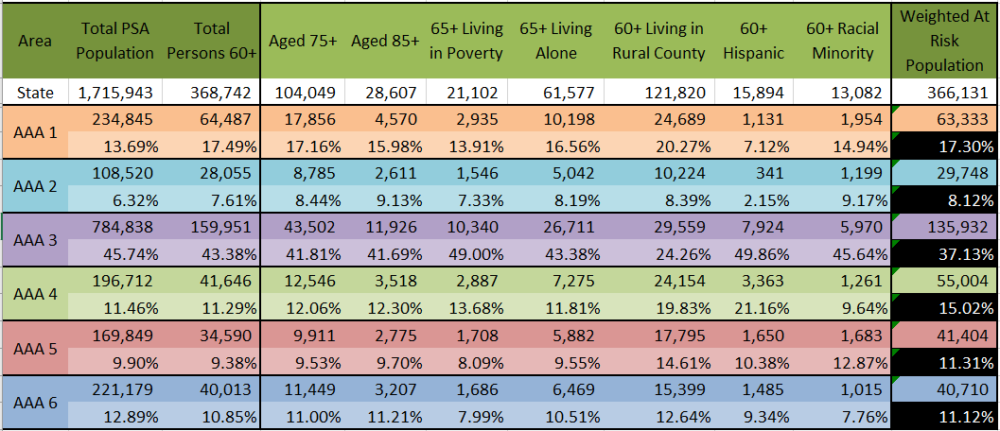 Area Total PSA Population Total Persons 60+ Aged 75+ Aged 85+ 65+ Living in Poverty 65+ Living Alone 60+ Living in Rural County 60+ Hispanic 60+ Racial Minority Weighted At Risk Population
State 1,715,943 368,742 104,049 28,607 21,102 61,577 121,820 15,894 13,082 366,131
AAA 1 234,845 64,487 17,856 4,570 2,935 10,198 24,689 1,131 1,954 63,333
13.69% 17.49% 17.16% 15.98% 13.91% 16.56% 20.27% 7.12% 14.94% 17.30%
AAA 2 108,520 28,055 8,785 2,611 1,546 5,042 10,224 341 1,199 29,748
6.32% 7.61% 8.44% 9.13% 7.33% 8.19% 8.39% 2.15% 9.17% 8.12%
AAA 3 784,838 159,951 43,502 11,926 10,340 26,711 29,559 7,924 5,970 135,932
45.74% 43.38% 41.81% 41.69% 49.00% 43.38% 24.26% 49.86% 45.64% 37.13%
AAA 4 196,712 41,646 12,546 3,518 2,887 7,275 24,154 3,363 1,261 55,004
11.46% 11.29% 12.06% 12.30% 13.68% 11.81% 19.83% 21.16% 9.64% 15.02%
AAA 5 169,849 34,590 9,911 2,775 1,708 5,882 17,795 1,650 1,683 41,404
9.90% 9.38% 9.53% 9.70% 8.09% 9.55% 14.61% 10.38% 12.87% 11.31%
AAA 6 221,179 40,013 11,449 3,207 1,686 6,469 15,399 1,485 1,015 40,710
12.89% 10.85% 11.00% 11.21% 7.99% 10.51% 12.64% 9.34% 7.76% 11.12%